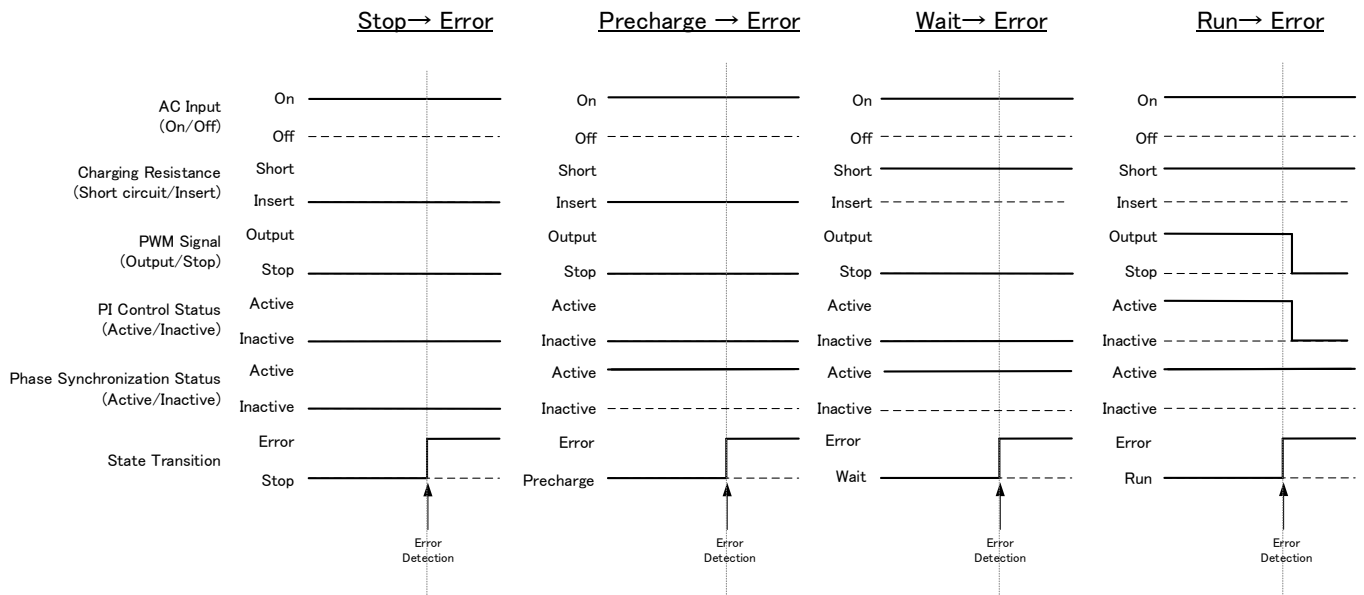 Stop→ Error
Precharge → Error
Wait→ Error
Run→ Error
AC Input
(On/Off)
On
Off
On
Off
On
Off
On
Off
Charging Resistance
(Short circuit/Insert)
Short
Insert
Short
Insert
Short
Insert
Short
Insert
PWM Signal
(Output/Stop)
Output
Stop
Output
Stop
Output
Stop
Output
Stop
PI Control Status
(Active/Inactive)
Active
Inactive
Active
Inactive
Active
Inactive
Active
Inactive
Phase Synchronization Status
(Active/Inactive)
Active
Inactive
Active
Inactive
Active
Inactive
Active
Inactive
State Transition
Error
Stop
Error
Precharge
Error
Wait
Error
Run
Error
Detection
Error
Detection
Error
Detection
Error
Detection